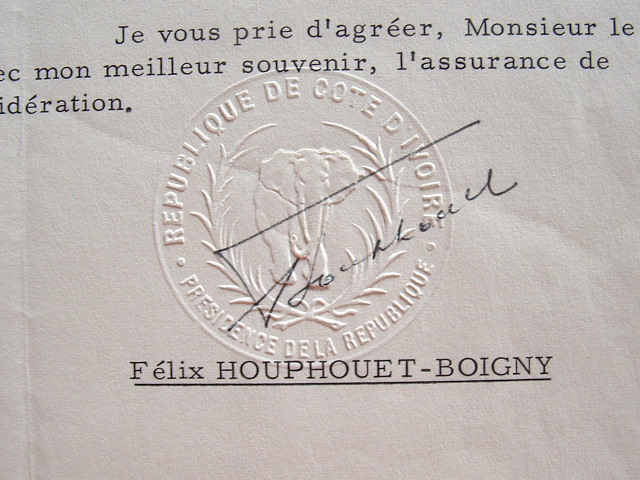 Je vous prie d'agréer, Monsieur le
ec mon meilleur souvenir, l'assurance de
idération.
REPUBLIQUE DE COTE D'IVOIRE
PRESIDENCE DE LA REPUBLIQUE
Félix HOUPHOUET-BOIGNY